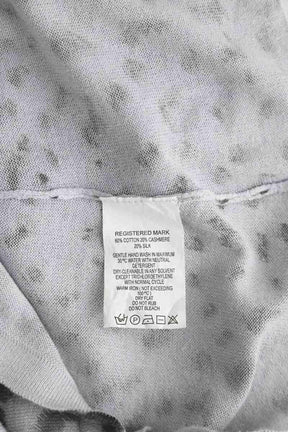 REGISTERED MARK
60% COTTON 20% CASHMERE
20% SILK
GENTLE HAND WASH IN MAXIMUM
30°C WATER WITH NEUTRAL
DETERGENT
DRY CLEANABLE IN ANY SOLVENT
EXCEPT TRICHLOROETHYLENE
WITH NORMAL CYCLE
WARM IRON ( NOT EXCEEDING
100°C )
DRY FLAT
DO NOT RUB
DO NOT BLEACH